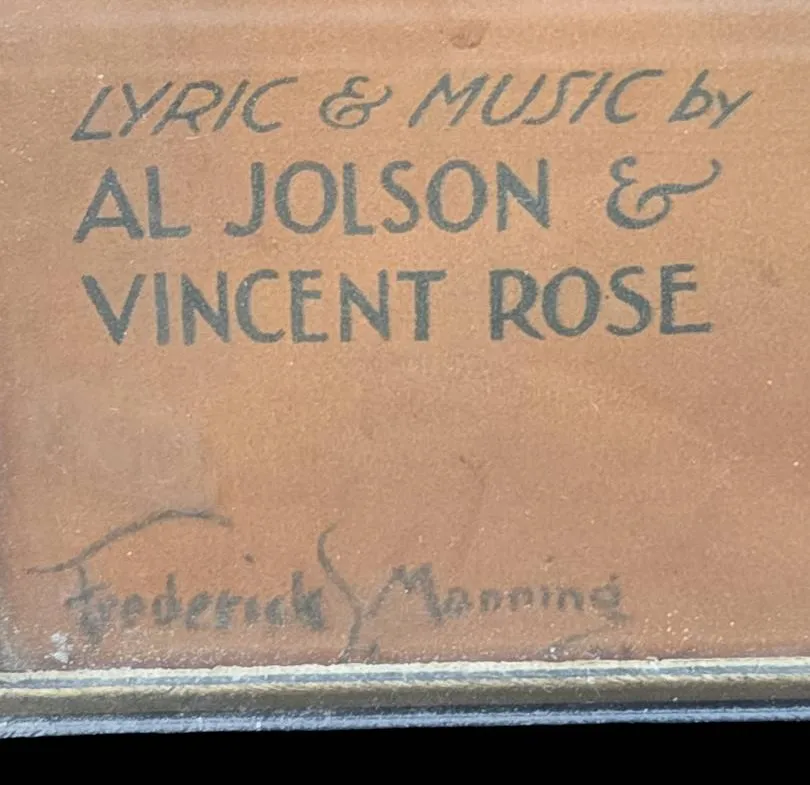 LYRIC & MUSIC by
AL JOLSON &
VINCENT ROSE
Frederick S Manning